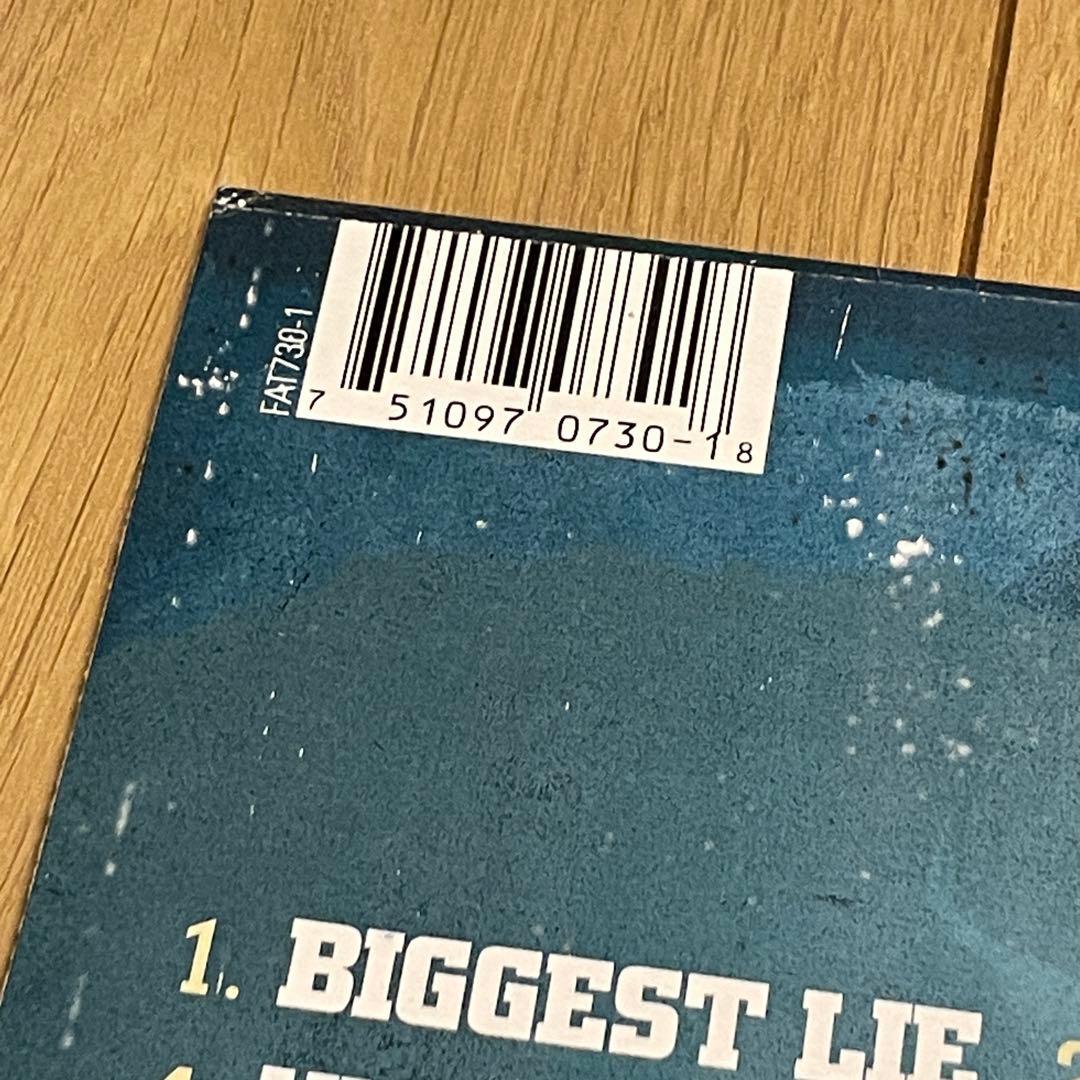 FAT730-1
7 51097 0730-1 8
1. BIGGEST LIE